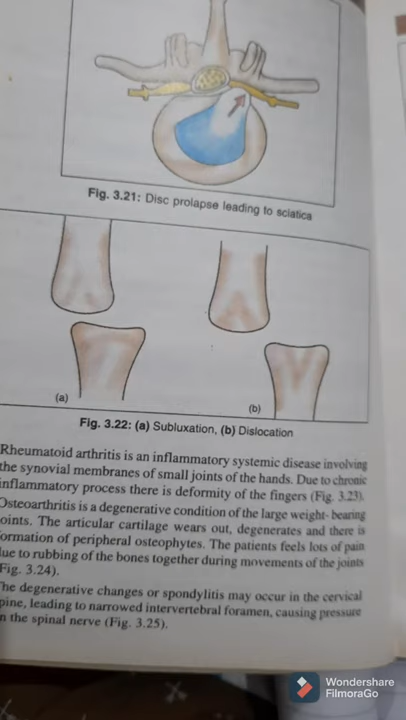 Fig. 3.21: Disc prolapse leading to sciatica
(a)
(b)
Fig. 3.22: (a) Subluxation, (b) Dislocation
Rheumatoid arthritis is an inflammatory systemic disease involving
the synovial membranes of small joints of the hands. Due to chronic
inflammatory process there is deformity of the fingers (Fig. 3.23).
Osteoarthritis is a degenerative condition of the large weight- bearing
oints. The articular cartilage wears out, degenerates and there is
ormation of peripheral osteophytes. The patients feels lots of pain
ue to rubbing of the bones together during movements of the joints
Fig. 3.24).
he degenerative changes or spondylitis may occur in the cervical
pine, leading to narrowed intervertebral foramen, causing pressure
n the spinal nerve (Fig. 3.25).
Wondershare
FilmoraGo